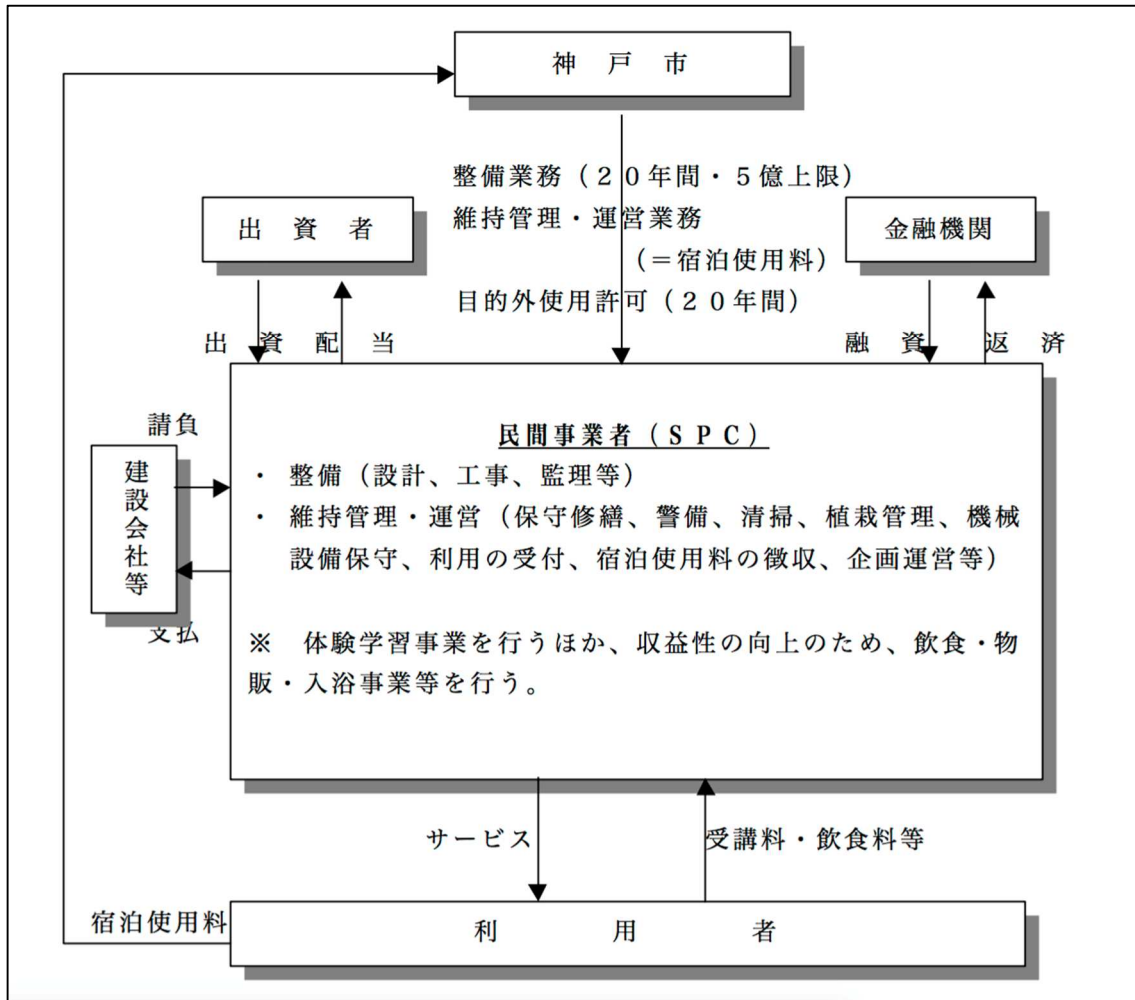 神戸市
整備業務（２０年間・５億上限）
維持管理・運営業務
（＝宿泊使用料）
目的外使用許可（２０年間）
出資者
金融機関
出資配当
融資
返済
請負
建設会社等
支払
民間事業者（ＳＰＣ）
・ 整備（設計、工事、監理等）
・ 維持管理・運営（保守修繕、警備、清掃、植栽管理、機械
設備保守、利用の受付、宿泊使用料の徴収、企画運営等）
※ 体験学習事業を行うほか、収益性の向上のため、飲食・物
販・入浴事業等を行う。
サービス
受講料・飲食料等
宿泊使用料
利用者